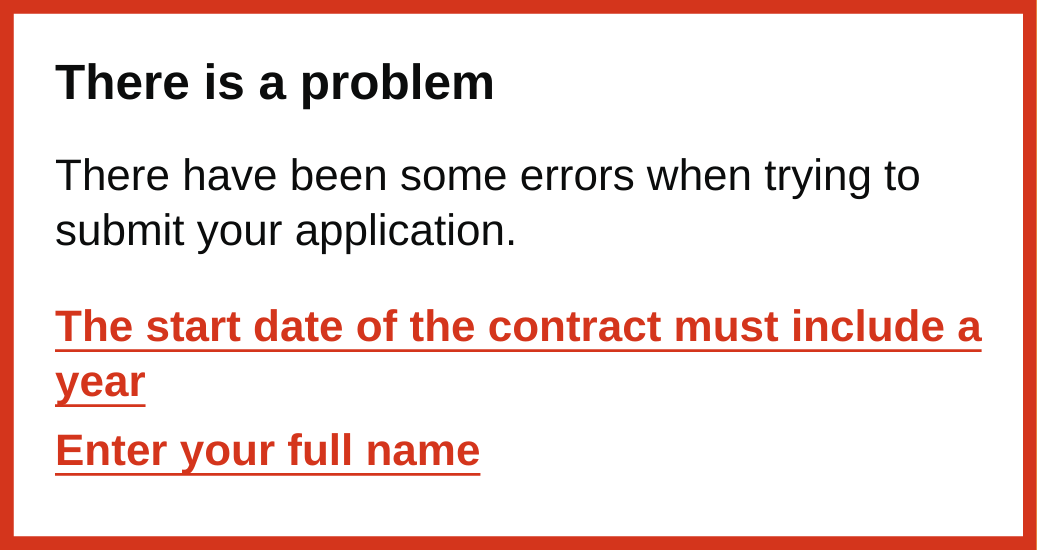 There is a problem
There have been some errors when trying to
submit your application.
The start date of the contract must include a
year
Enter your full name